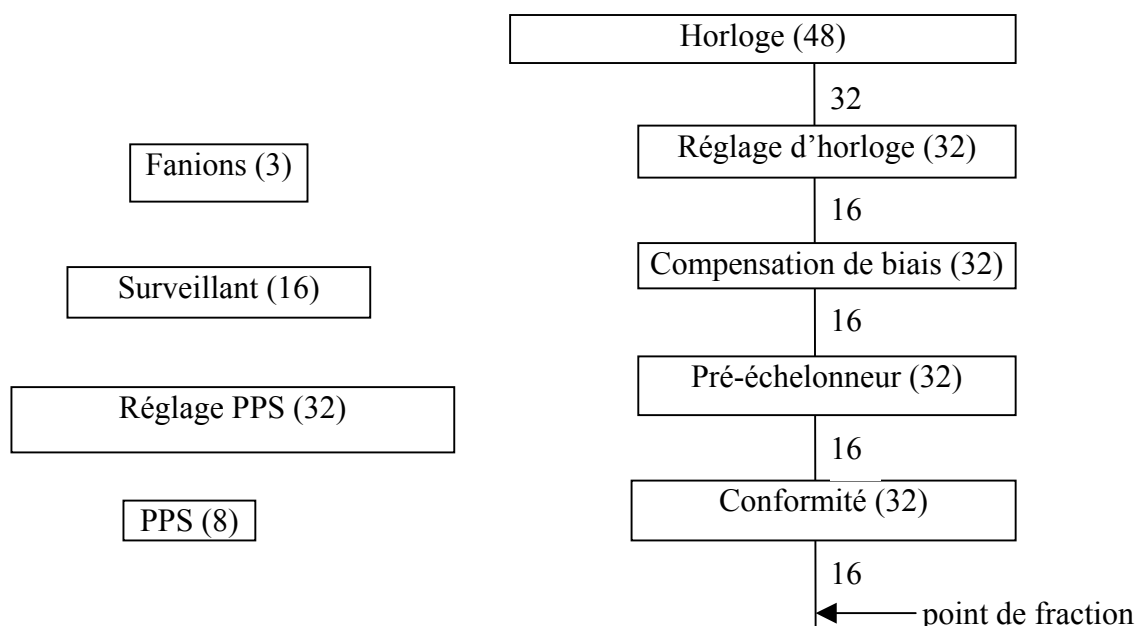 Horloge (48)
32
Fanions (3)
Réglage d'horloge (32)
16
Surveillant (16)
Compensation de biais (32)
16
Réglage PPS (32)
Pré-échelonneur (32)
16
PPS (8)
Conformité (32)
16
point de fraction